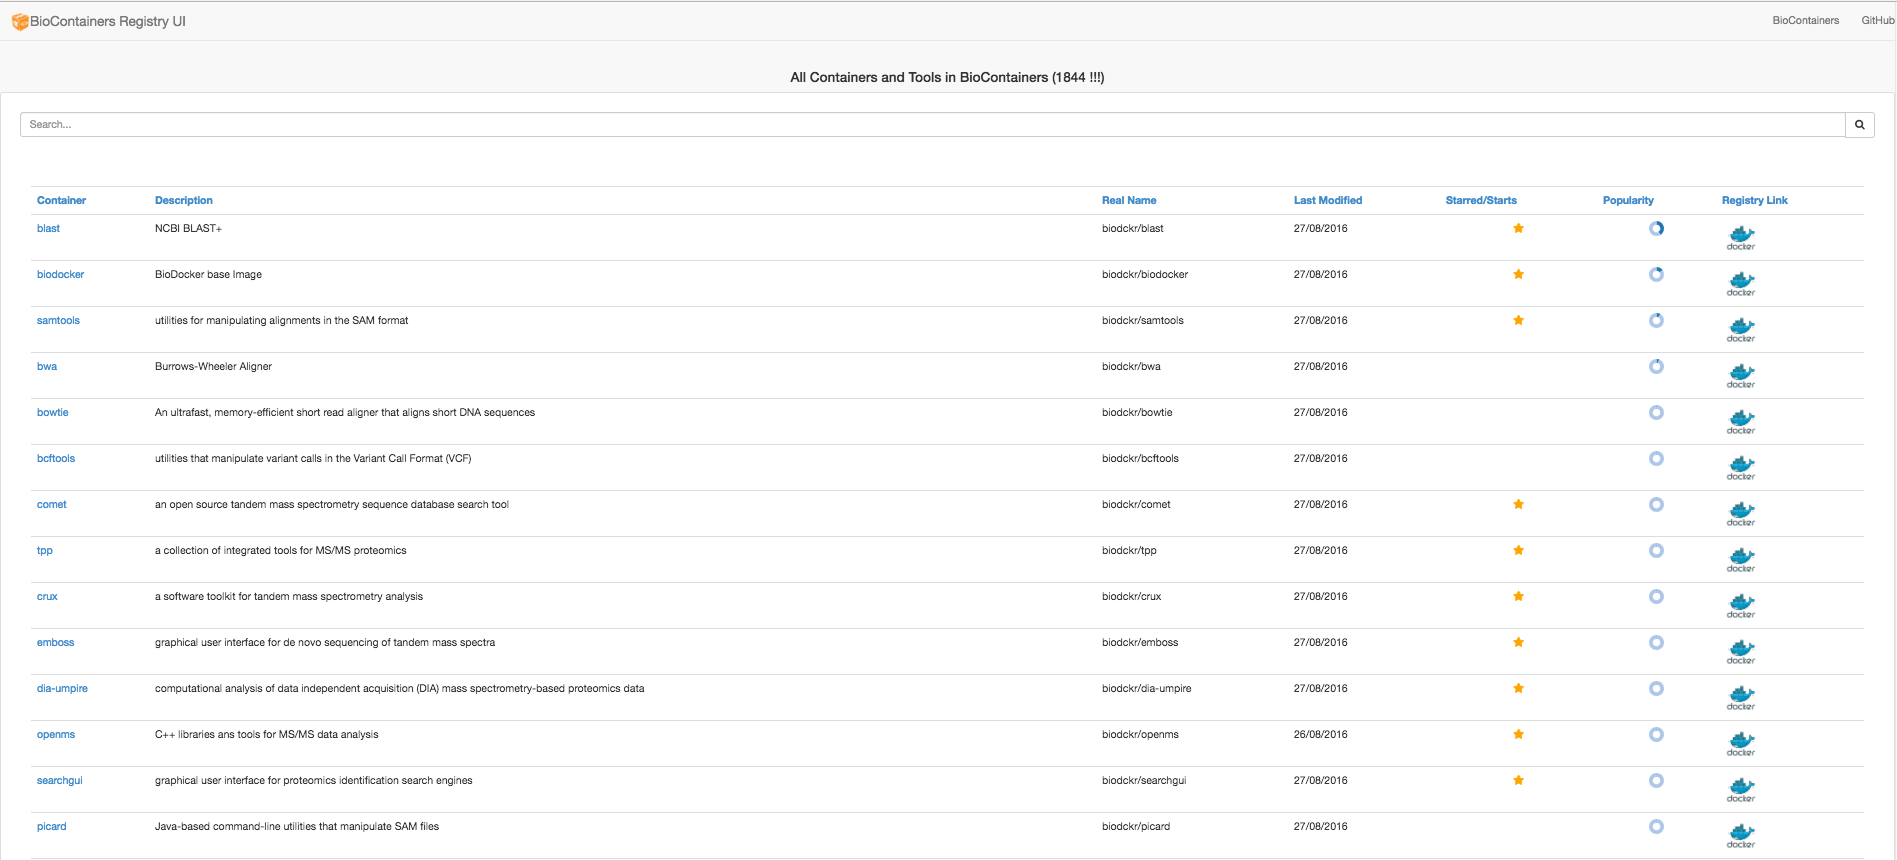 BioContainers Registry UI BioContainers GitHub
All Containers and Tools in BioContainers (1844 !!!)
Search...
Container Description Real Name Last Modified Starred/Starts Popularity Registry Link
blast NCBI BLAST+ biodckr/blast 27/08/2016 docker
biodocker BioDocker base Image biodckr/biodocker 27/08/2016 docker
samtools utilities for manipulating alignments in the SAM format biodckr/samtools 27/08/2016 docker
bwa Burrows-Wheeler Aligner biodckr/bwa 27/08/2016 docker
bowtie An ultrafast, memory-efficient short read aligner that aligns short DNA sequences biodckr/bowtie 27/08/2016 docker
bcftools utilities that manipulate variant calls in the Variant Call Format (VCF) biodckr/bcftools 27/08/2016 docker
comet an open source tandem mass spectrometry sequence database search tool biodckr/comet 27/08/2016 docker
tpp a collection of integrated tools for MS/MS proteomics biodckr/tpp 27/08/2016 docker
crux a software toolkit for tandem mass spectrometry analysis biodckr/crux 27/08/2016 docker
emboss graphical user interface for de novo sequencing of tandem mass spectra biodckr/emboss 27/08/2016 docker
dia-umpire computational analysis of data independent acquisition (DIA) mass spectrometry-based proteomics data biodckr/dia-umpire 27/08/2016 docker
openms C++ libraries ans tools for MS/MS data analysis biodckr/openms 26/08/2016 docker
searchgui graphical user interface for proteomics identification search engines biodckr/searchgui 27/08/2016 docker
picard Java-based command-line utilities that manipulate SAM files biodckr/picard 27/08/2016 docker